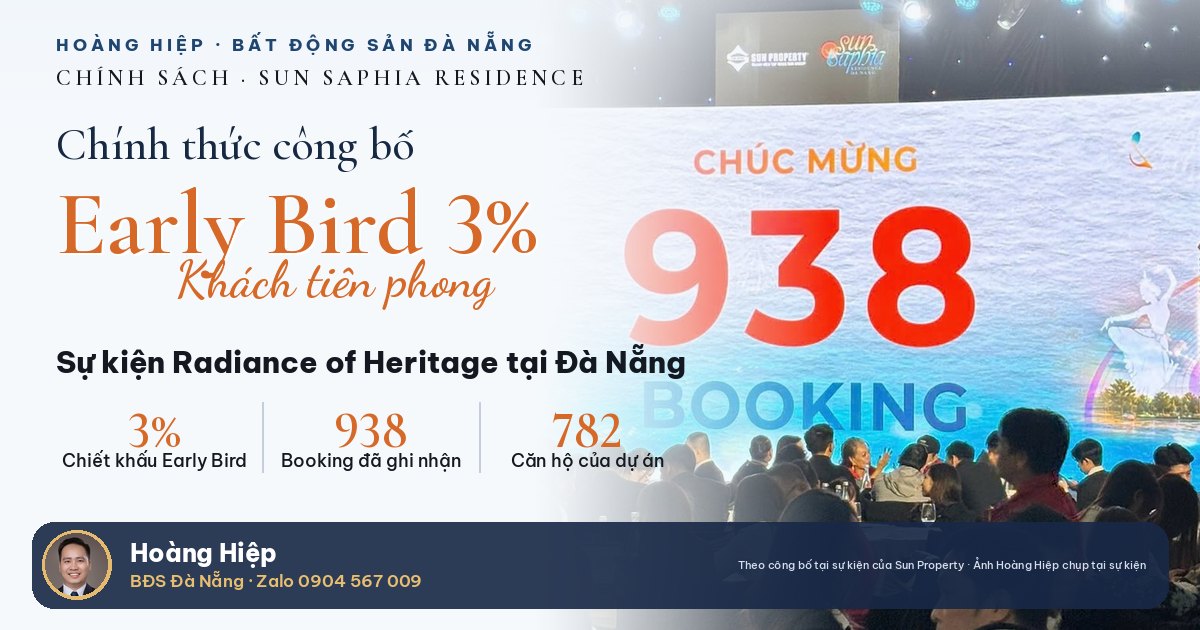 HOÀNG HIỆP · BẤT ĐỘNG SẢN ĐÀ NẴNG
CHÍNH SÁCH · SUN SAPHIA RESIDENCE
Chính thức công bố
Early Bird 3%
Khách tiên phong
Sự kiện Radiance of Heritage tại Đà Nẵng
3%
Chiết khấu Early Bird
938
Booking đã ghi nhận
782
Căn hộ của dự án
SUN PROPERTY
sun saphia
RESIDENCE
ĐÀ NẴNG
CHÚC MỪNG
938
BOOKING
Hoàng Hiệp
BĐS Đà Nẵng · Zalo 0904 567 009
Theo công bố tại sự kiện của Sun Property · Ảnh Hoàng Hiệp chụp tại sự kiện